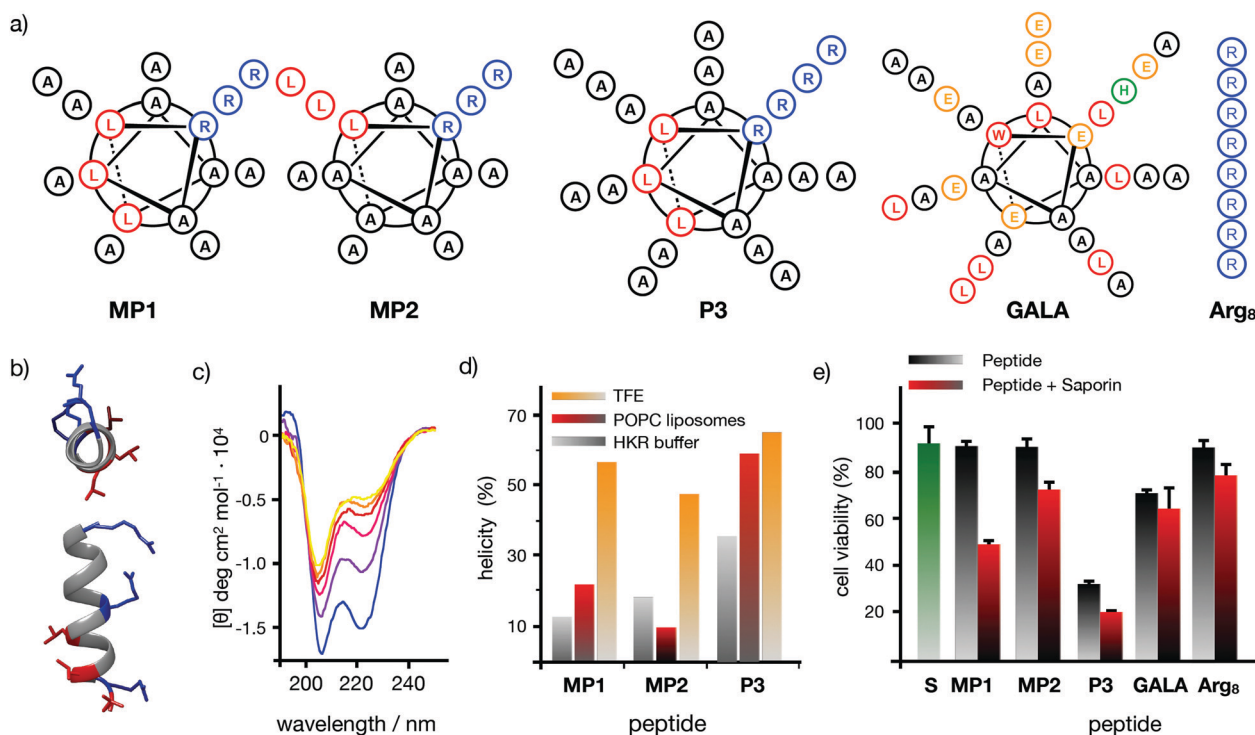 a)
A
A
A
A
R
R
R
L
A
L
A
A
L
A
A
A
A
MP1
L
L
L
A
A
R
R
R
A
A
A
A
A
A
A
A
A
MP2
A
A
A
A
A
A
R
R
R
R
L
A
A
L
A
A
A
L
A
A
A
A
A
P3
E
E
A
L
A
E
H
L
E
A
A
E
A
W
A
L
A
A
L
A
E
A
E
A
L
L
A
A
L
A
GALA
R
R
R
R
R
R
R
R
Arg8
b)
c)
[θ] deg cm2 mol-1 · 104
0
-0.5
-1.0
-1.5
200 220 240
wavelength / nm
d)
helicity (%)
70
50
30
10
TFE
POPC liposomes
HKR buffer
MP1 MP2 P3
peptide
e)
Peptide
Peptide + Saporin
cell viability (%)
100
80
60
40
20
S MP1 MP2 P3 GALA Arg8
peptide